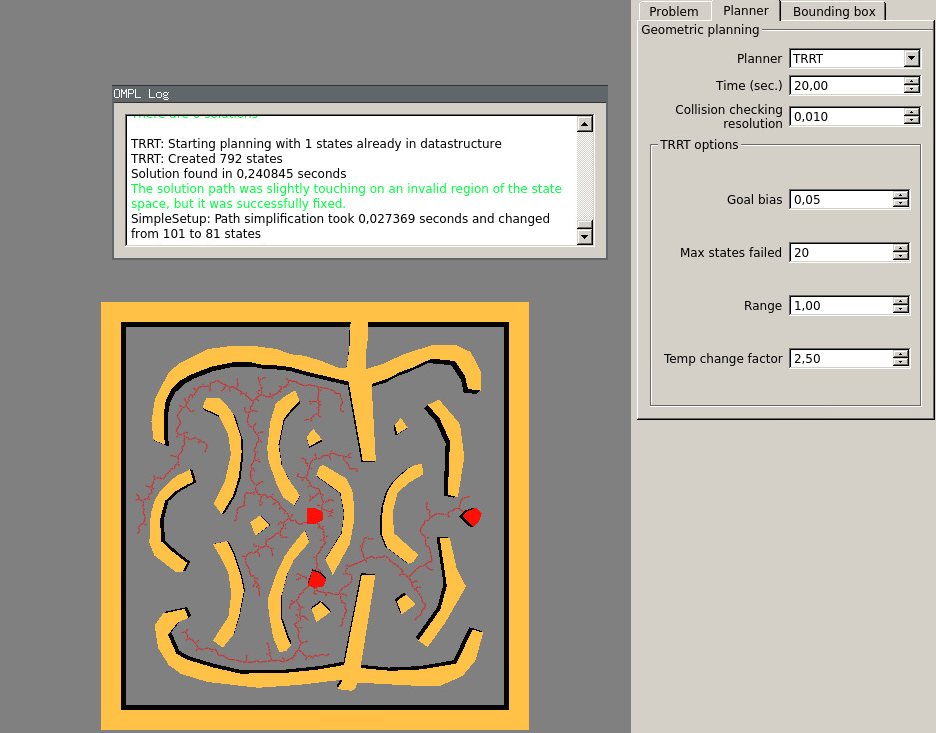 Problem
Planner
Bounding box
Geometric planning
Planner
TRRT
Time (sec.)
20,00
Collision checking
resolution
0,010
TRRT options
Goal bias
0,05
Max states failed
20
Range
1,00
Temp change factor
2,50
OMPL Log
TRRT: Starting planning with 1 states already in datastructure
TRRT: Created 792 states
Solution found in 0,240845 seconds
The solution path was slightly touching on an invalid region of the state
space, but it was successfully fixed.
SimpleSetup: Path simplification took 0,027369 seconds and changed
from 101 to 81 states